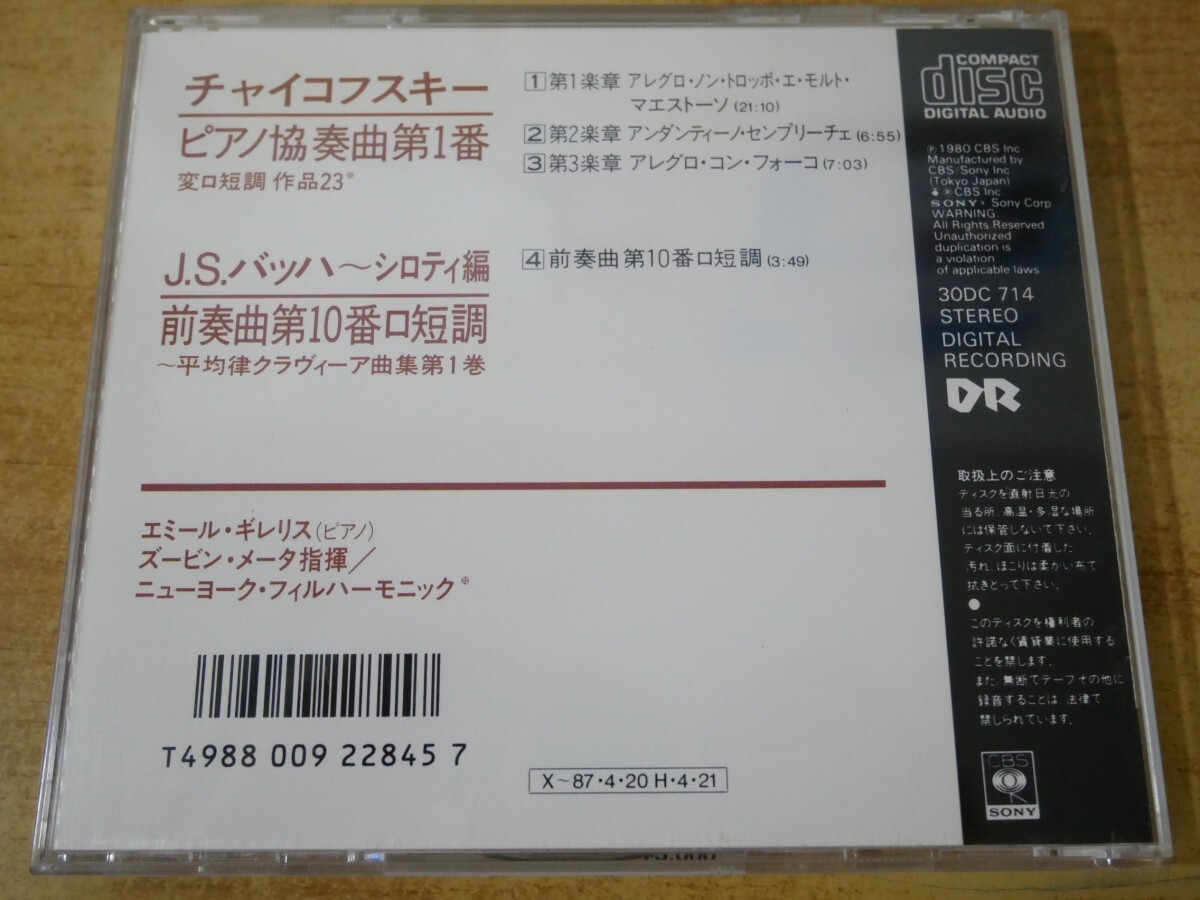 チャイコフスキー
ピアノ協奏曲第1番
変ロ短調 作品23※
1 第1楽章 アレグロ・ノン・トロッポ・エ・モルト・
マエストーソ(21:10)
2 第2楽章 アンダンティーノ・センプリーチェ(6:55)
3 第3楽章 アレグロ・コン・フォーコ(7:03)
J.S.バッハ〜シロティ編
前奏曲第10番ロ短調
〜平均律クラヴィーア曲集第1巻
4 前奏曲第10番ロ短調(3:49)
エミール・ギレリス(ピアノ)
ズービン・メータ指揮/
ニューヨーク・フィルハーモニック※
T4988 009 22845 7
X〜87・4・20 H・4・21
COMPACT
disc
DIGITAL AUDIO
℗ 1980 CBS Inc
Manufactured by
CBS/Sony Inc
(Tokyo Japan)
® CBS Inc
SONY・Sony Corp
WARNING
All Rights Reserved
Unauthorized
duplication is
a violation
of applicable laws
30DC 714
STEREO
DIGITAL
RECORDING
DR
取扱上のご注意
ディスクを直射日光の
当る所、高温・多湿な場所
には保管しないで下さい。
ディスク面に付着した
汚れ、ほこりは柔かい布で
拭きとって下さい。
●
このディスクを権利者の
許諾なく賃貸業に使用する
ことを禁します。
また、無断でテープその他に
録音することは、法律で
禁じられています。
CBS
SONY